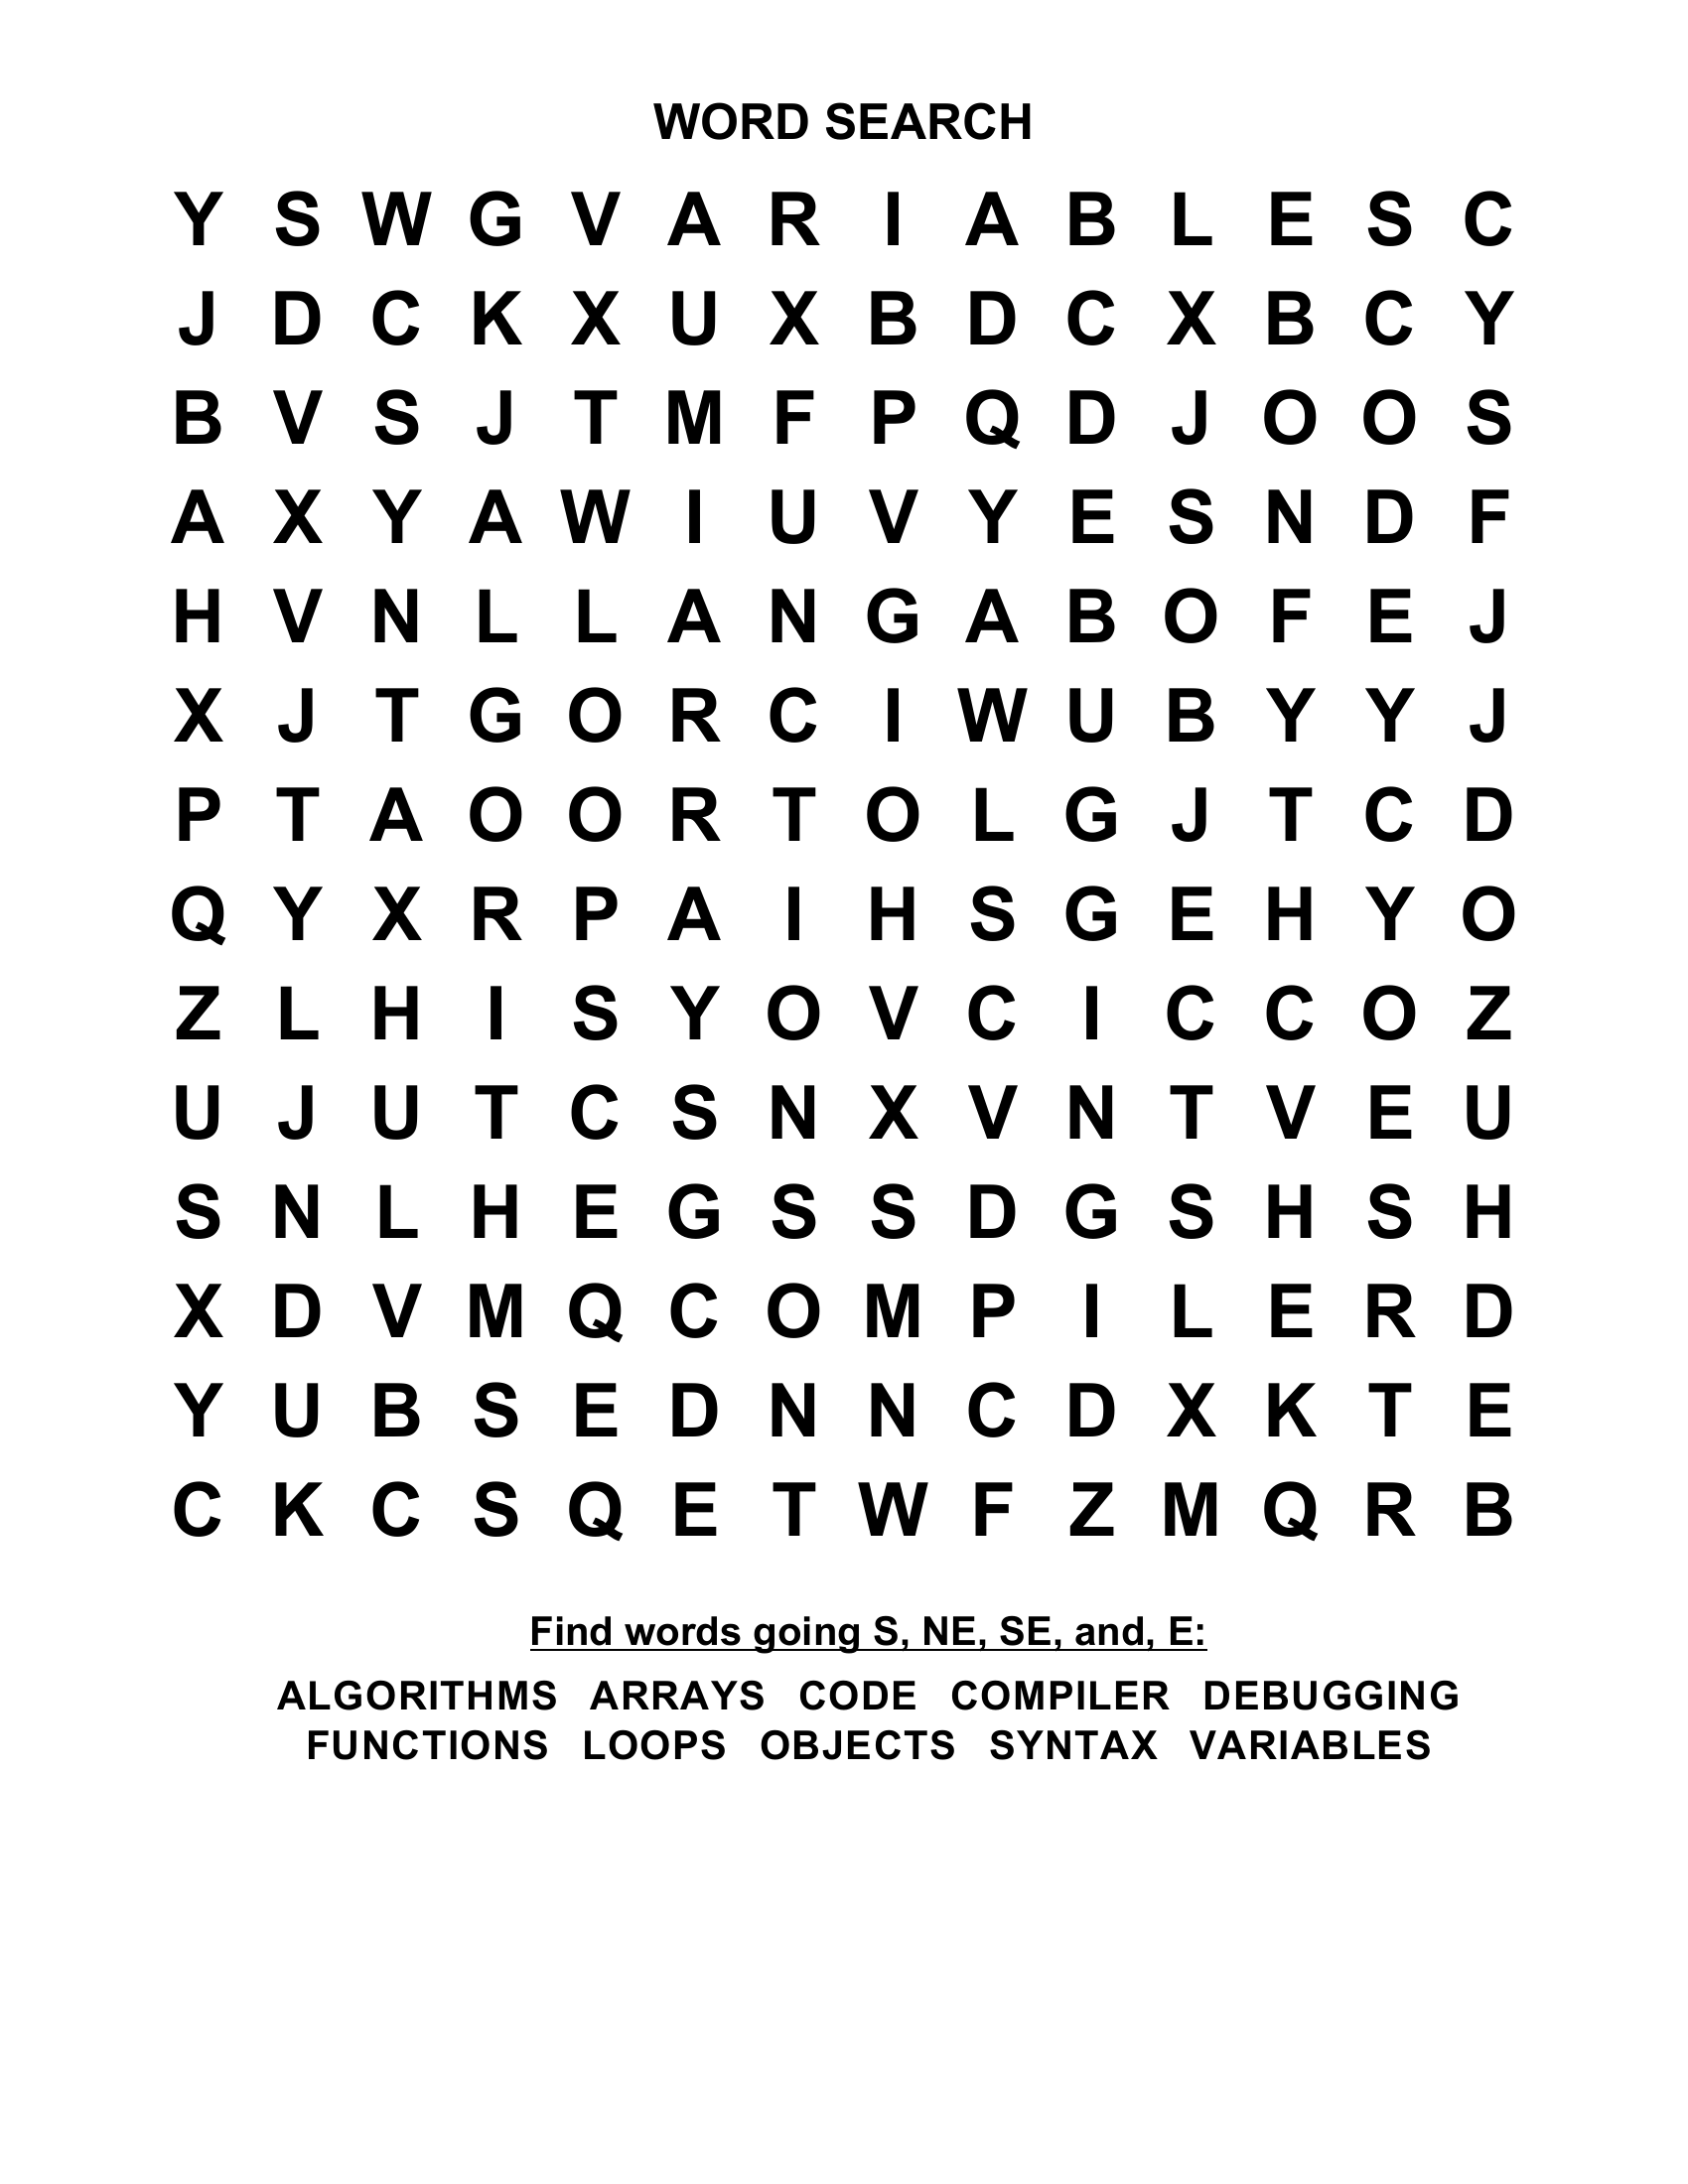 WORD SEARCH
Y S W G V A R I A B L E S C
J D C K X U X B D C X B C Y
B V S J T M F P Q D J O O S
A X Y A W I U V Y E S N D F
H V N L L A N G A B O F E J
X J T G O R C I W U B Y Y J
P T A O O R T O L G J T C D
Q Y X R P A I H S G E H Y O
Z L H I S Y O V C I C C O Z
U J U T C S N X V N T V E U
S N L H E G S S D G S H S H
X D V M Q C O M P I L E R D
Y U B S E D N N C D X K T E
C K C S Q E T W F Z M Q R B
Find words going S, NE, SE, and, E:
ALGORITHMS ARRAYS CODE COMPILER DEBUGGING
FUNCTIONS LOOPS OBJECTS SYNTAX VARIABLES